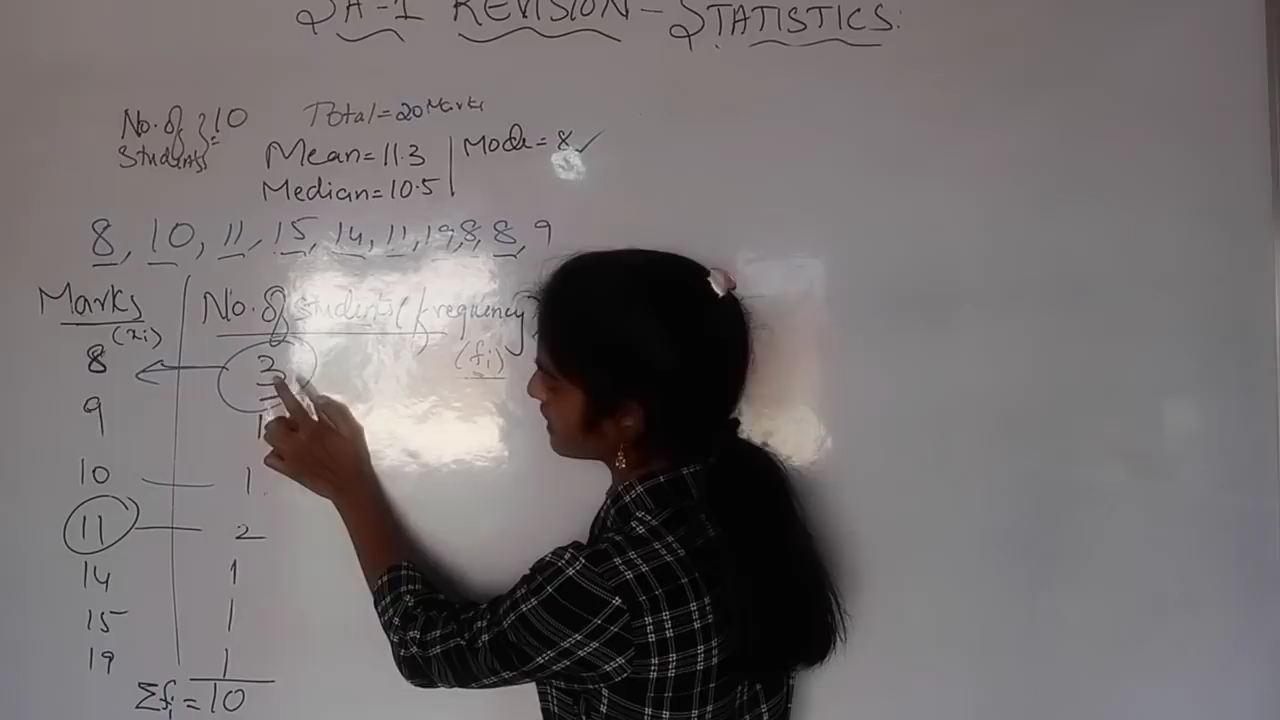 SA-1 REVISION - STATISTICS:
No. of Students } = 10
Total = 20 Marks
Mean = 11.3
Mode = 8 ✓
Median = 10.5
8, 10, 11, 15, 14, 11, 19, 8, 8, 9
Marks (xi)
No. of students (frequency) (fi)
8 3
9 1
10 1
11 2
14 1
15 1
19 1
Σfi = 10